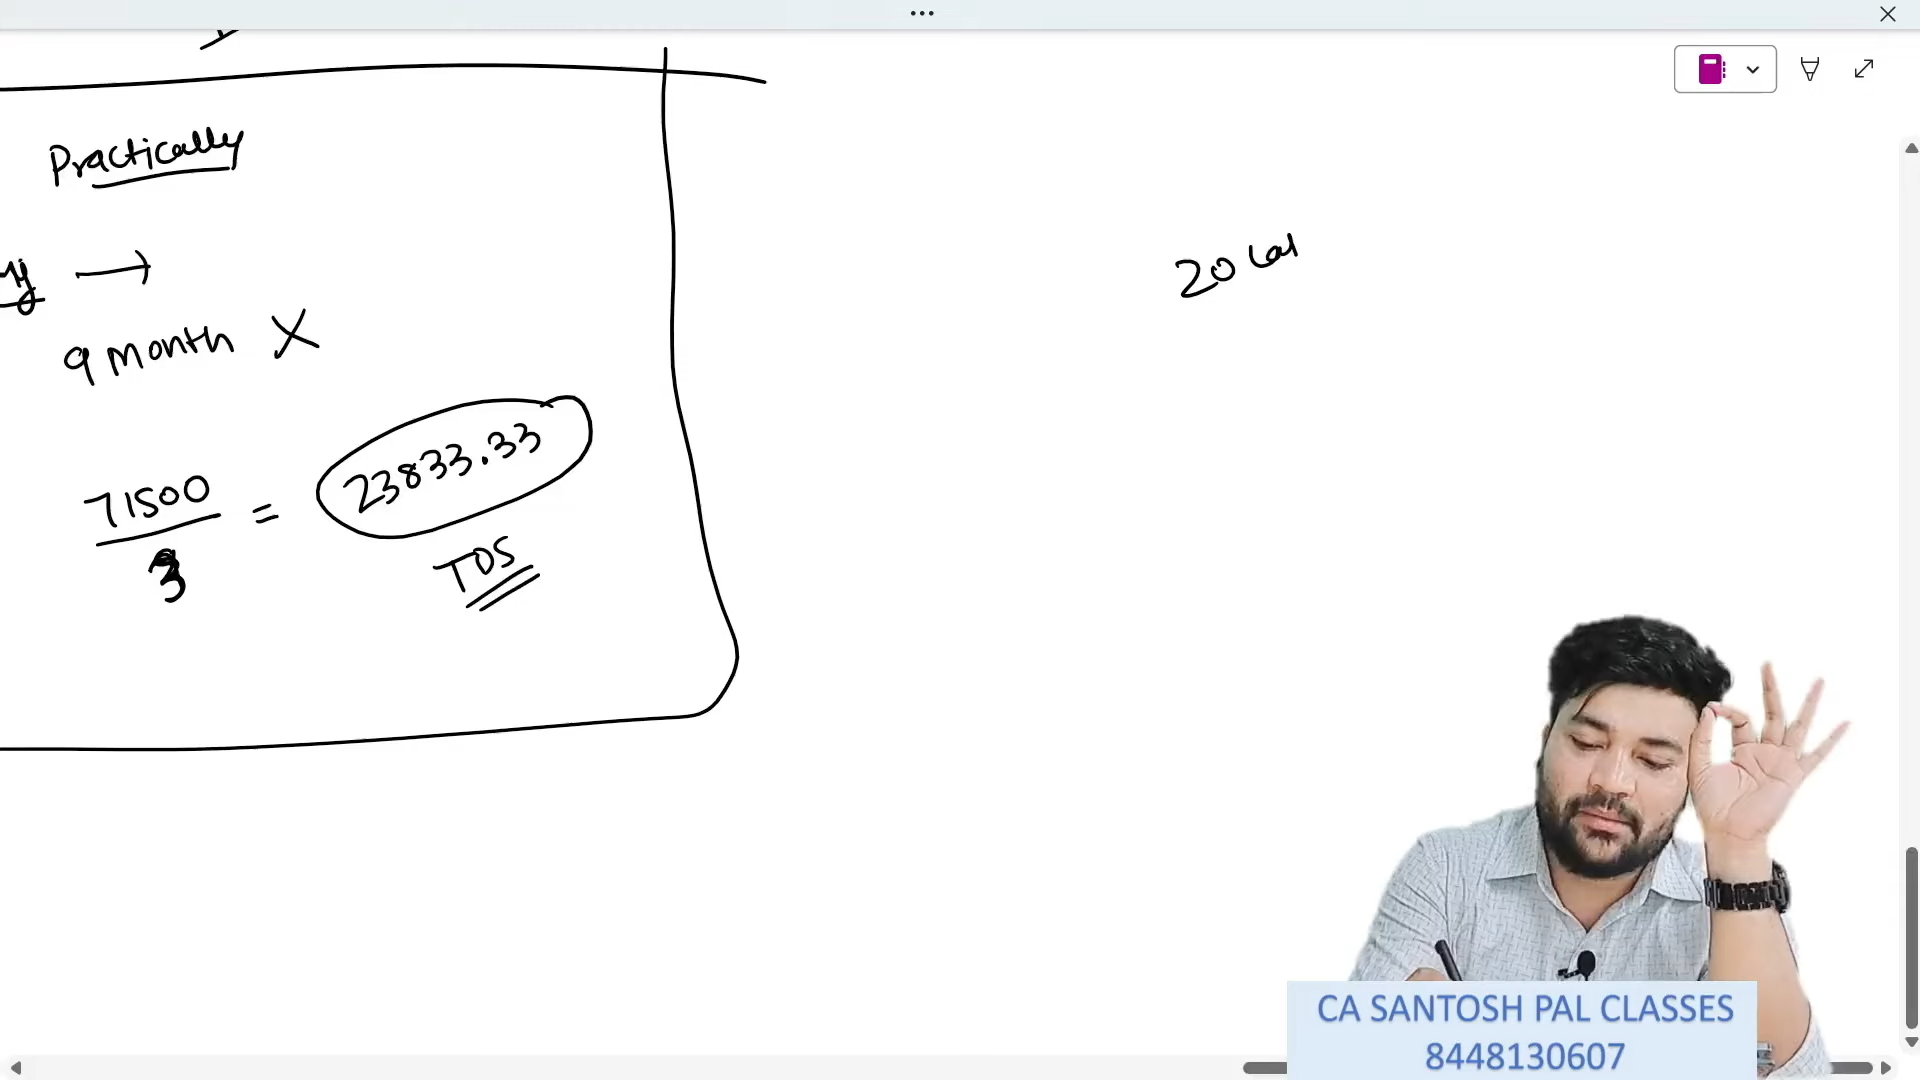 Practically
9 month X
71500
3
= 23833.33
TDS
20 Lal
CA SANTOSH PAL CLASSES
8448130607